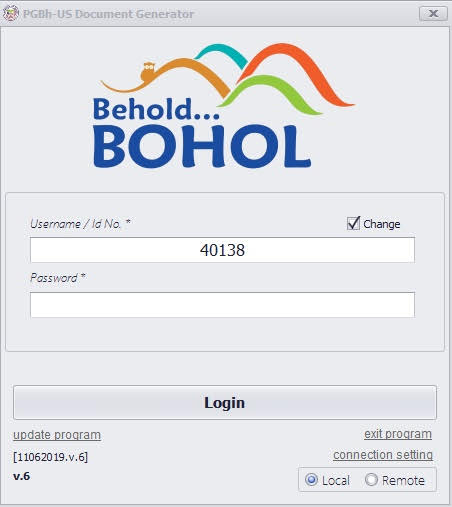 PGBh-US Document Generator
Behold...
BOHOL
Username / Id No. *
Change
40138
Password *
Login
update program
exit program
[11062019.v.6]
connection setting
v.6
Local
Remote